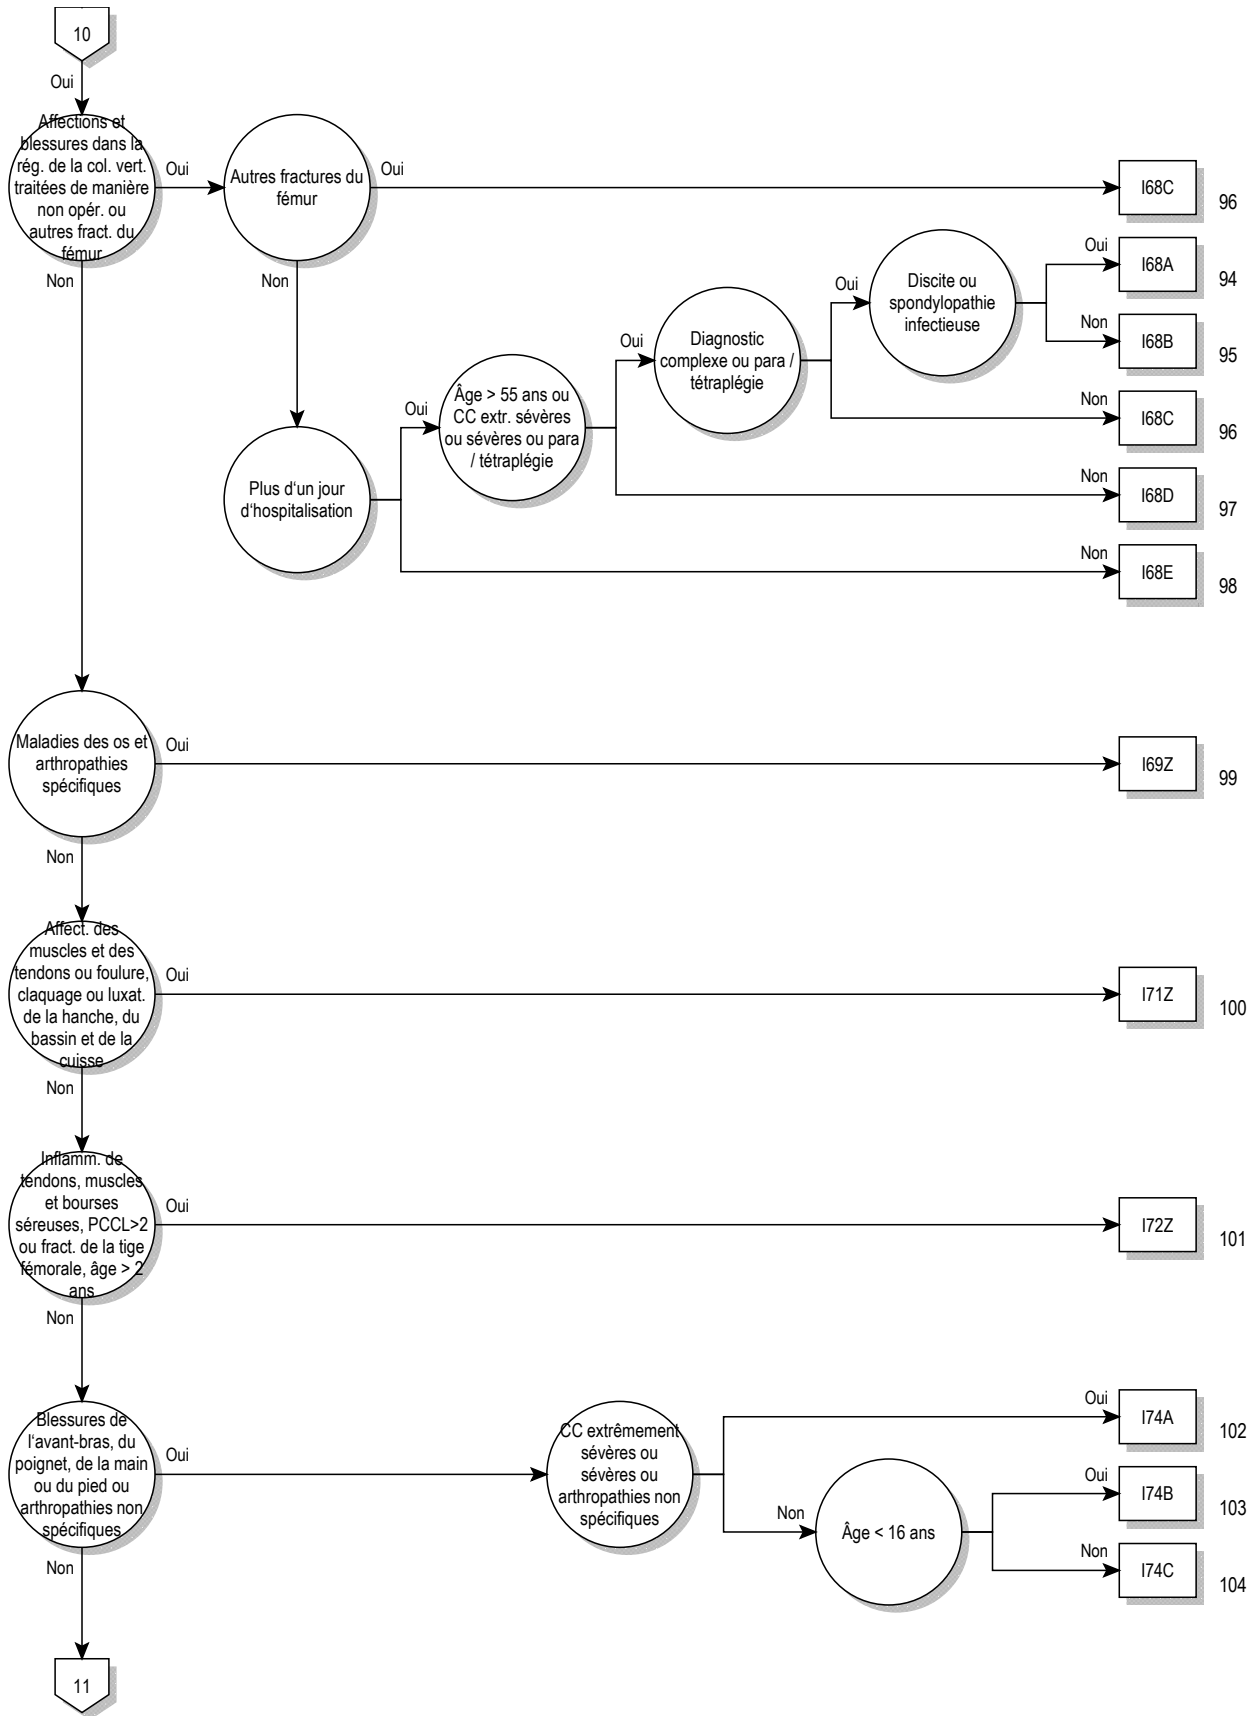 10
Oui
Affections et
blessures dans la
rég. de la col. vert.
traitées de manière
non opér. ou
autres fract. du
fémur
Oui
Autres fractures du
fémur
Oui
I68C
96
Non
Non
Plus d'un jour
d'hospitalisation
Oui
Âge > 55 ans ou
CC extr. sévères
ou sévères ou para
/ tétraplégie
Oui
Diagnostic
complexe ou para /
tétraplégie
Oui
Discite ou
spondylopathie
infectieuse
Oui
I68A
94
Non
I68B
95
Non
I68C
96
Non
I68D
97
Non
I68E
98
Maladies des os et
arthropathies
spécifiques
Oui
I69Z
99
Non
Affect. des
muscles et des
tendons ou foulure,
claquage ou luxat.
de la hanche, du
bassin et de la
cuisse
Oui
I71Z
100
Non
Inflamm. de
tendons, muscles
et bourses
séreuses, PCCL>2
ou fract. de la tige
fémorale, âge > 2
ans
Oui
I72Z
101
Non
Blessures de
l'avant-bras, du
poignet, de la main
ou du pied ou
arthropathies non
spécifiques
Oui
CC extrêmement
sévères ou
sévères ou
arthropathies non
spécifiques
Oui
I74A
102
Non
Âge < 16 ans
Oui
I74B
103
Non
I74C
104
Non
11